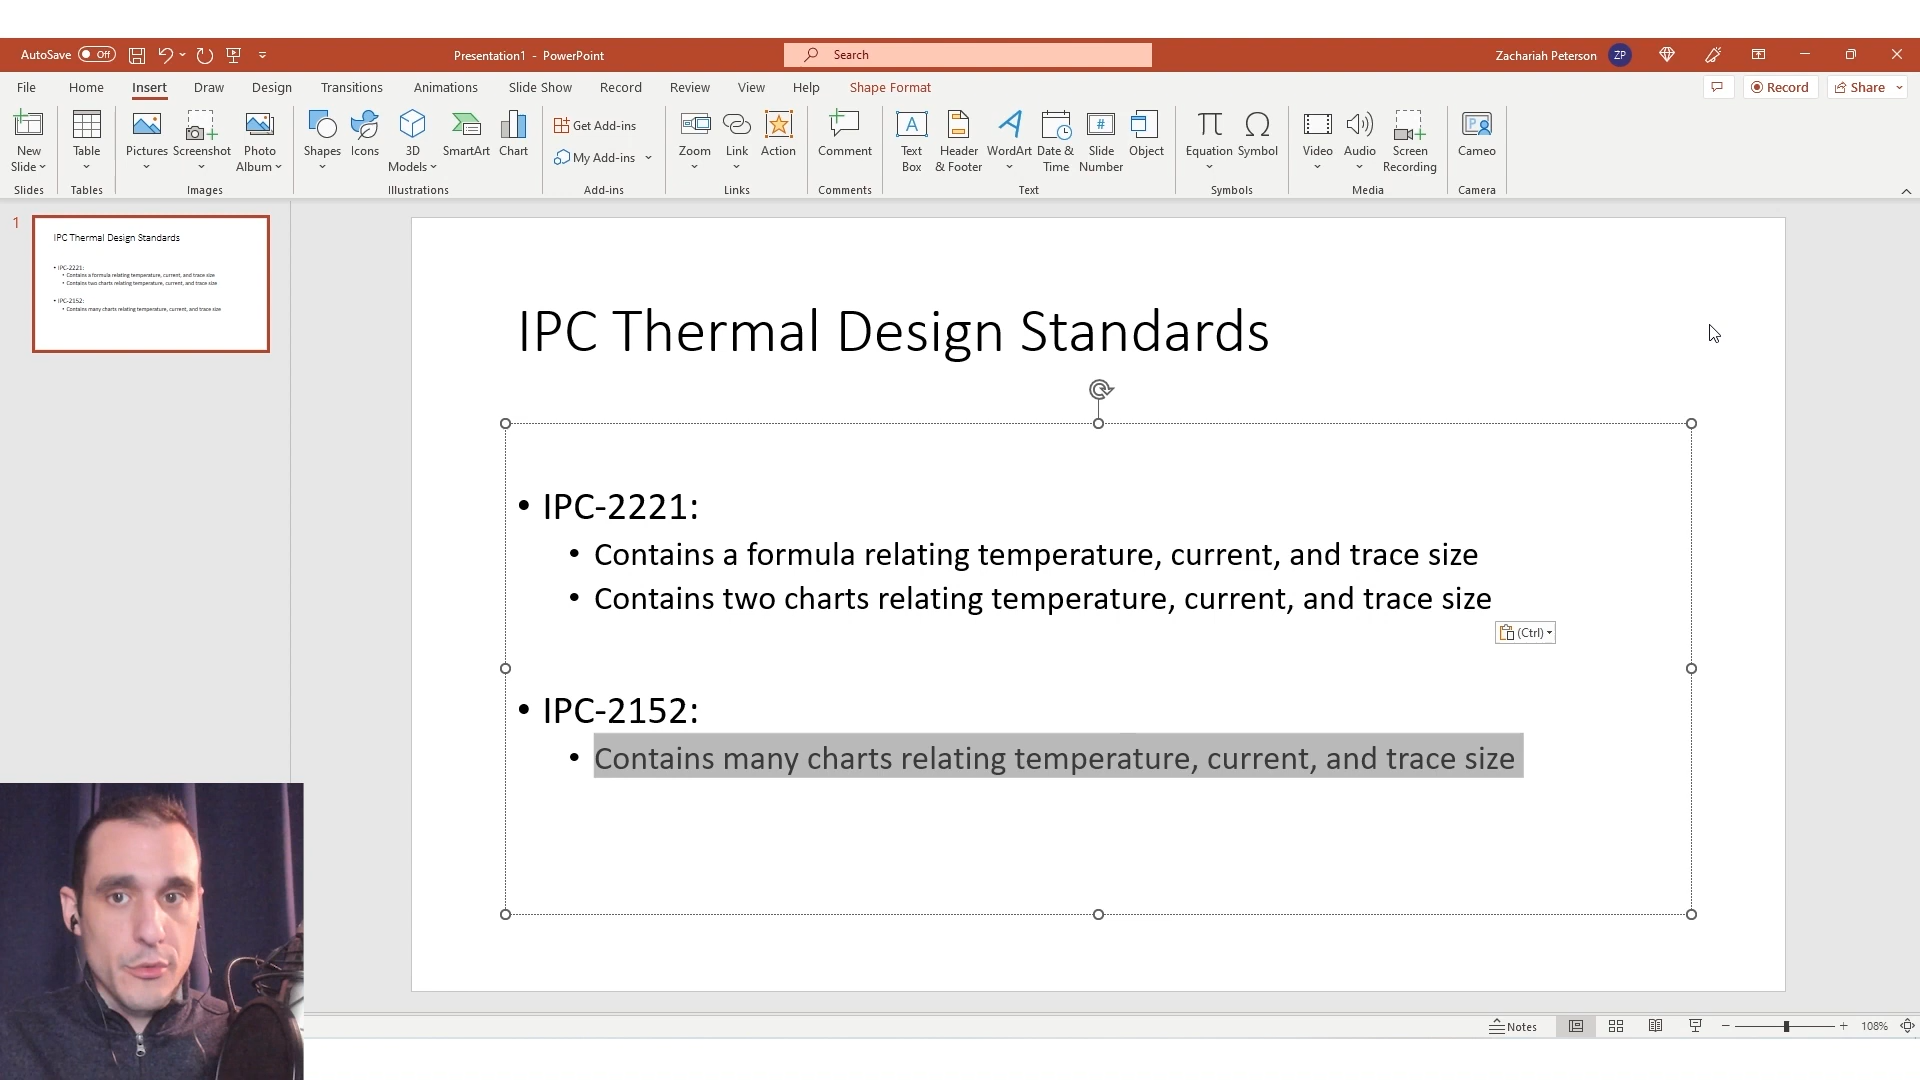 AutoSave Off
Presentation1 - PowerPoint
Search
Zachariah Peterson ZP
File Home Insert Draw Design Transitions Animations Slide Show Record Review View Help Shape Format
Record Share
New Slide
Table
Pictures
Screenshot
Photo Album
Shapes
Icons
3D Models
SmartArt
Chart
Get Add-ins
My Add-ins
Zoom
Link
Action
Comment
Text Box
Header & Footer
WordArt
Date & Time
Slide Number
Object
Equation
Symbol
Video
Audio
Screen Recording
Cameo
Slides Tables Images Illustrations Add-ins Links Comments Text Symbols Media Camera
1
IPC Thermal Design Standards
• IPC-2221:
• Contains a formula relating temperature, current, and trace size
• Contains two charts relating temperature, current, and trace size
• IPC-2152:
• Contains many charts relating temperature, current, and trace size
IPC Thermal Design Standards
• IPC-2221:
• Contains a formula relating temperature, current, and trace size
• Contains two charts relating temperature, current, and trace size
(Ctrl)
• IPC-2152:
• Contains many charts relating temperature, current, and trace size
Notes
108%